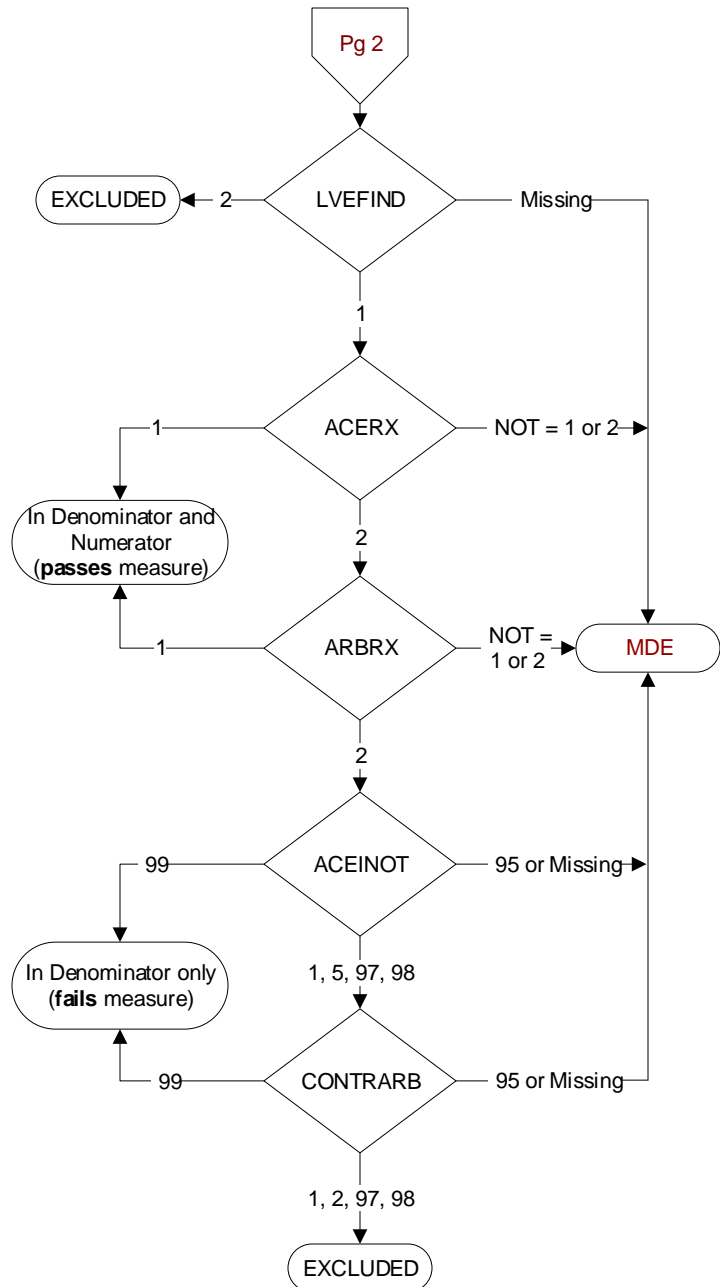 Pg 2
EXCLUDED
2
LVEFIND
Missing
1
1
ACERX
NOT = 1 or 2
In Denominator and
Numerator
(passes measure)
2
1
ARBRX
NOT =
1 or 2
MDE
2
99
ACEINOT
95 or Missing
In Denominator only
(fails measure)
1, 5, 97, 98
99
CONTRARB
95 or Missing
1, 2, 97, 98
EXCLUDED